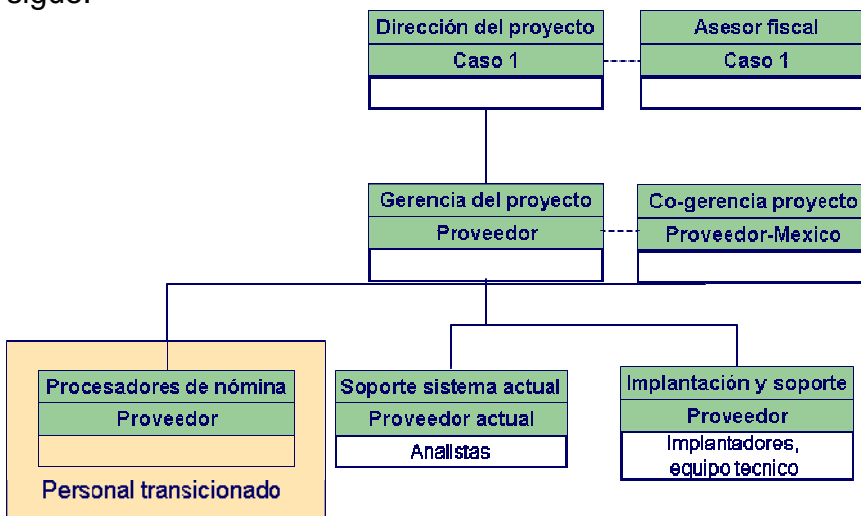 sigue:
Dirección del proyecto
Caso 1
Asesor fiscal
Caso 1
Gerencia del proyecto
Proveedor
Co-gerencia proyecto
Proveedor-Mexico
Procesadores de nómina
Proveedor
Personal transicionado
Soporte sistema actual
Proveedor actual
Analistas
Implantación y soporte
Proveedor
Implantadores,
equipo tecnico